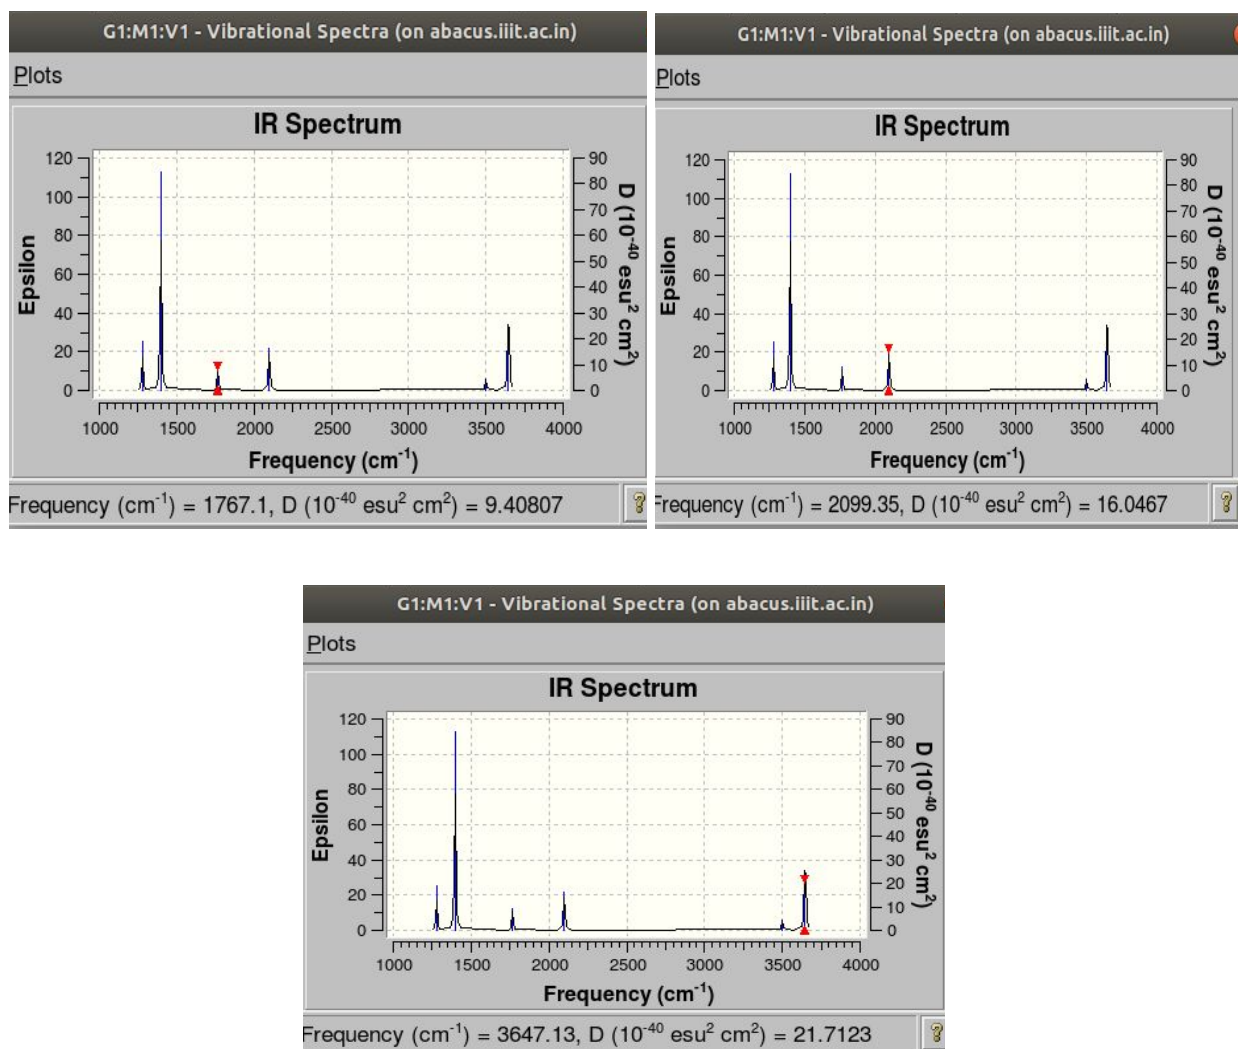 G1:M1:V1 - Vibrational Spectra (on abacus.iiit.ac.in)
Plots
IR Spectrum
120
100
80
60
40
20
0
Epsilon
90
80
70
60
50
40
30
20
10
0
D (10⁻⁴⁰ esu² cm²)
1000 1500 2000 2500 3000 3500 4000
Frequency (cm⁻¹)
Frequency (cm⁻¹) = 1767.1, D (10⁻⁴⁰ esu² cm²) = 9.40807
?
G1:M1:V1 - Vibrational Spectra (on abacus.iiit.ac.in)
Plots
IR Spectrum
120
100
80
60
40
20
0
Epsilon
90
80
70
60
50
40
30
20
10
0
D (10⁻⁴⁰ esu² cm²)
1000 1500 2000 2500 3000 3500 4000
Frequency (cm⁻¹)
Frequency (cm⁻¹) = 2099.35, D (10⁻⁴⁰ esu² cm²) = 16.0467
?
G1:M1:V1 - Vibrational Spectra (on abacus.iiit.ac.in)
Plots
IR Spectrum
120
100
80
60
40
20
0
Epsilon
90
80
70
60
50
40
30
20
10
0
D (10⁻⁴⁰ esu² cm²)
1000 1500 2000 2500 3000 3500 4000
Frequency (cm⁻¹)
Frequency (cm⁻¹) = 3647.13, D (10⁻⁴⁰ esu² cm²) = 21.7123
?